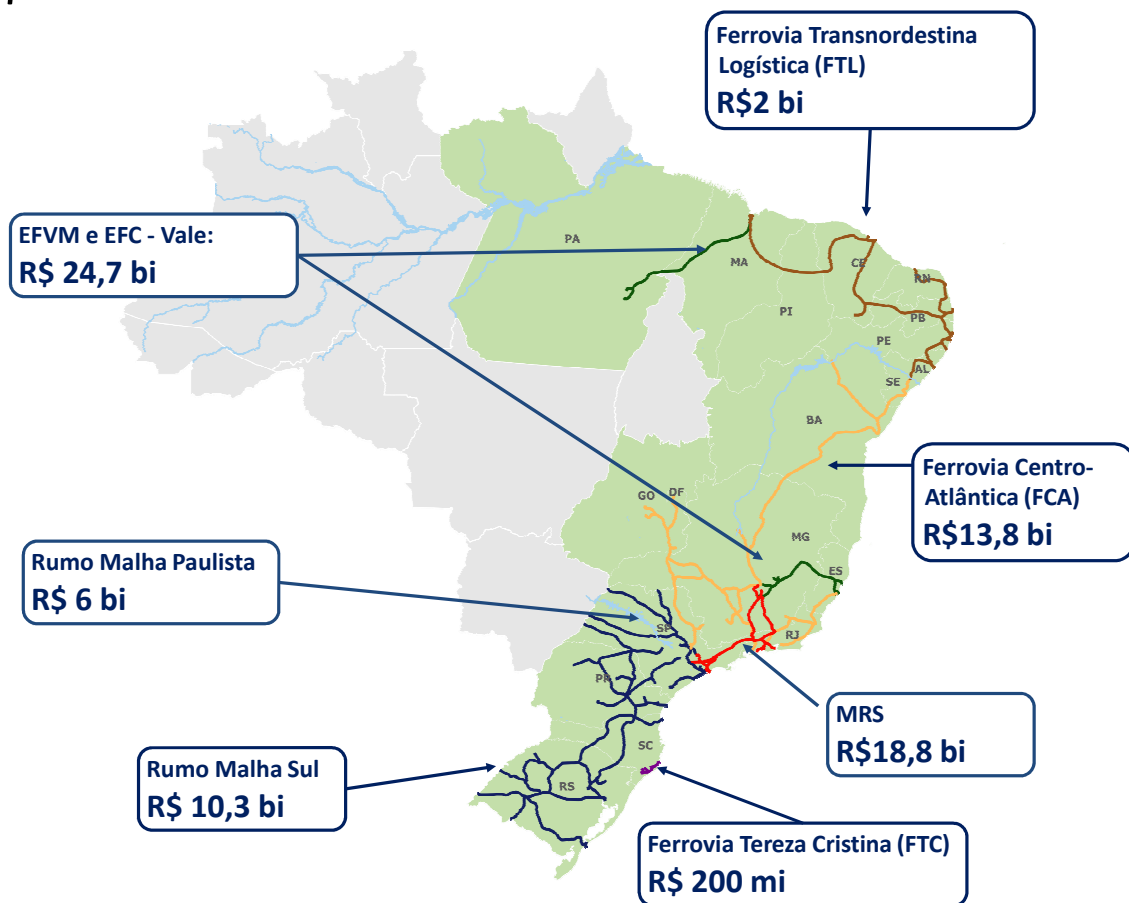 Ferrovia Transnordestina
Logística (FTL)
R$2 bi
EFVM e EFC - Vale:
R$ 24,7 bi
PA
MA
CE
RN
PI
PB
PE
AL
SE
BA
Ferrovia Centro-
Atlântica (FCA)
R$13,8 bi
GO
DF
MG
ES
Rumo Malha Paulista
R$ 6 bi
SP
RJ
PR
MRS
R$18,8 bi
SC
Rumo Malha Sul
R$ 10,3 bi
RS
Ferrovia Tereza Cristina (FTC)
R$ 200 mi